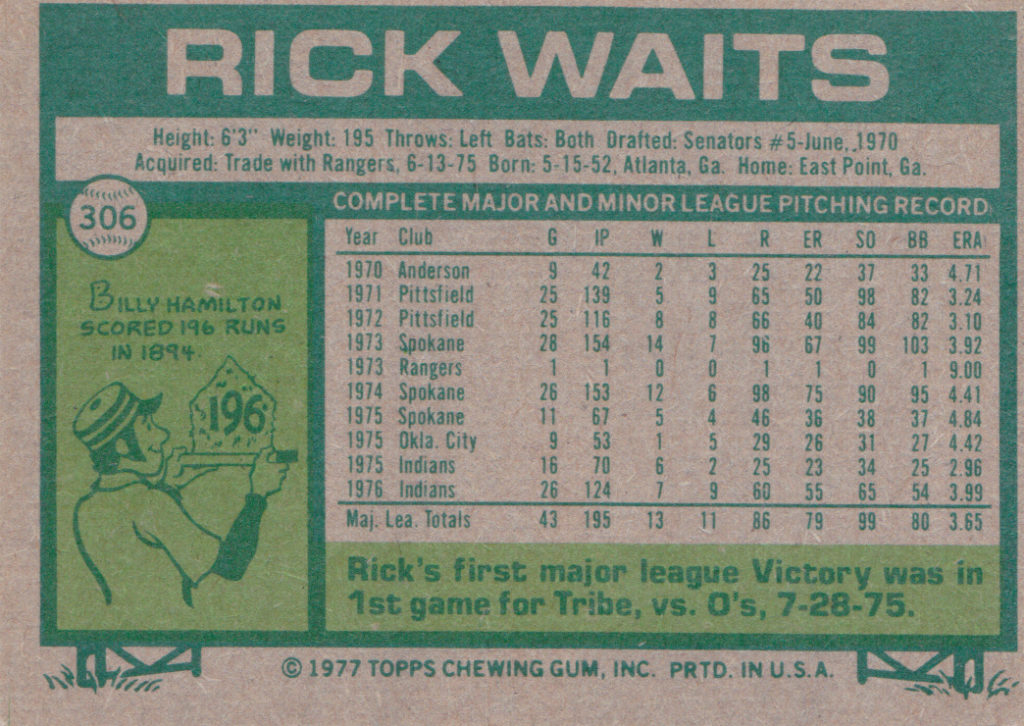 RICK WAITS
Height: 6'3" Weight: 195 Throws: Left Bats: Both Drafted: Senators #5-June, 1970
Acquired: Trade with Rangers, 6-13-75 Born: 5-15-52, Atlanta, Ga. Home: East Point, Ga.
306
BILLY HAMILTON
SCORED 196 RUNS
IN 1894.
196
COMPLETE MAJOR AND MINOR LEAGUE PITCHING RECORD
Year Club G IP W L R ER SO BB ERA
1970 Anderson 9 42 2 3 25 22 37 33 4.71
1971 Pittsfield 25 139 5 9 65 50 98 82 3.24
1972 Pittsfield 25 116 8 8 66 40 84 82 3.10
1973 Spokane 28 154 14 7 96 67 99 103 3.92
1973 Rangers 1 1 0 0 1 1 0 1 9.00
1974 Spokane 26 153 12 6 98 75 90 95 4.41
1975 Spokane 11 67 5 4 46 36 38 37 4.84
1975 Okla. City 9 53 1 5 29 26 31 27 4.42
1975 Indians 16 70 6 2 25 23 34 25 2.96
1976 Indians 26 124 7 9 60 55 65 54 3.99
Maj. Lea. Totals 43 195 13 11 86 79 99 80 3.65
Rick's first major league Victory was in
1st game for Tribe, vs. O's, 7-28-75.
© 1977 TOPPS CHEWING GUM, INC. PRTD. IN U.S.A.